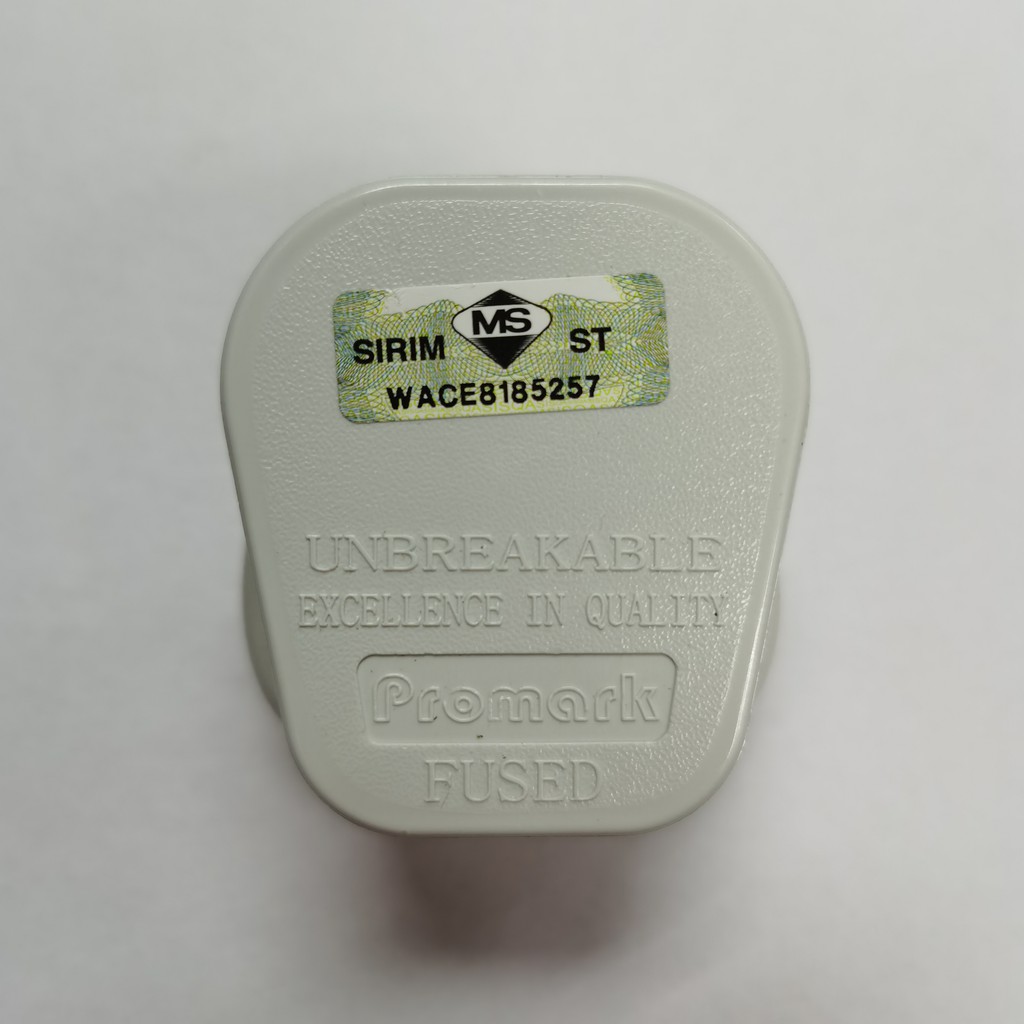 MS
SIRIM ST
WACE8185257
UNBREAKABLE
EXCELLENCE IN QUALITY
Promark
FUSED